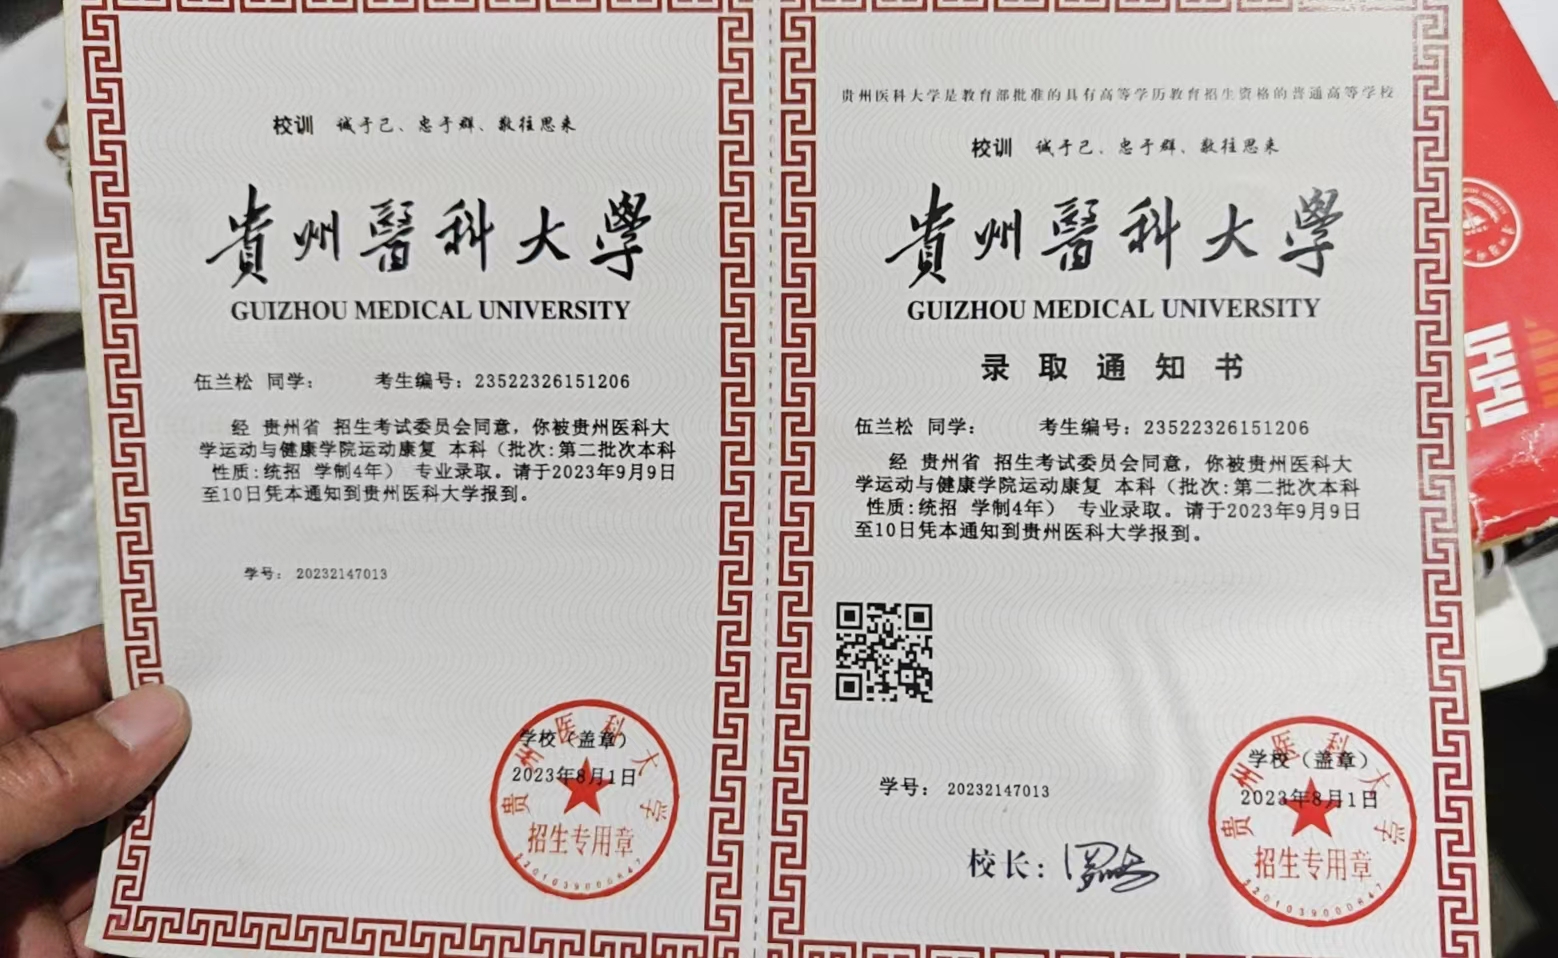 校训 诚于己、忠于群、敬往思来
貴州醫科大學
GUIZHOU MEDICAL UNIVERSITY
伍兰松 同学： 考生编号：23522326151206
经 贵州省 招生考试委员会同意，你被贵州医科大
学运动与健康学院运动康复 本科（批次:第二批次本科
性质:统招 学制4年） 专业录取。请于2023年9月9日
至10日凭本通知到贵州医科大学报到。
学号： 20232147013
贵州医科大学
学校（盖章）
2023年8月1日
招生专用章
贵州医科大学是教育部批准的具有高等学历教育招生资格的普通高等学校
校训 诚于己、忠于群、敬往思来
貴州醫科大學
GUIZHOU MEDICAL UNIVERSITY
录取通知书
伍兰松 同学： 考生编号：23522326151206
经 贵州省 招生考试委员会同意，你被贵州医科大
学运动与健康学院运动康复 本科（批次:第二批次本科
性质:统招 学制4年） 专业录取。请于2023年9月9日
至10日凭本通知到贵州医科大学报到。
学号： 20232147013
校长：
贵州医科大学
学校（盖章）
2023年8月1日
招生专用章
5201039000847